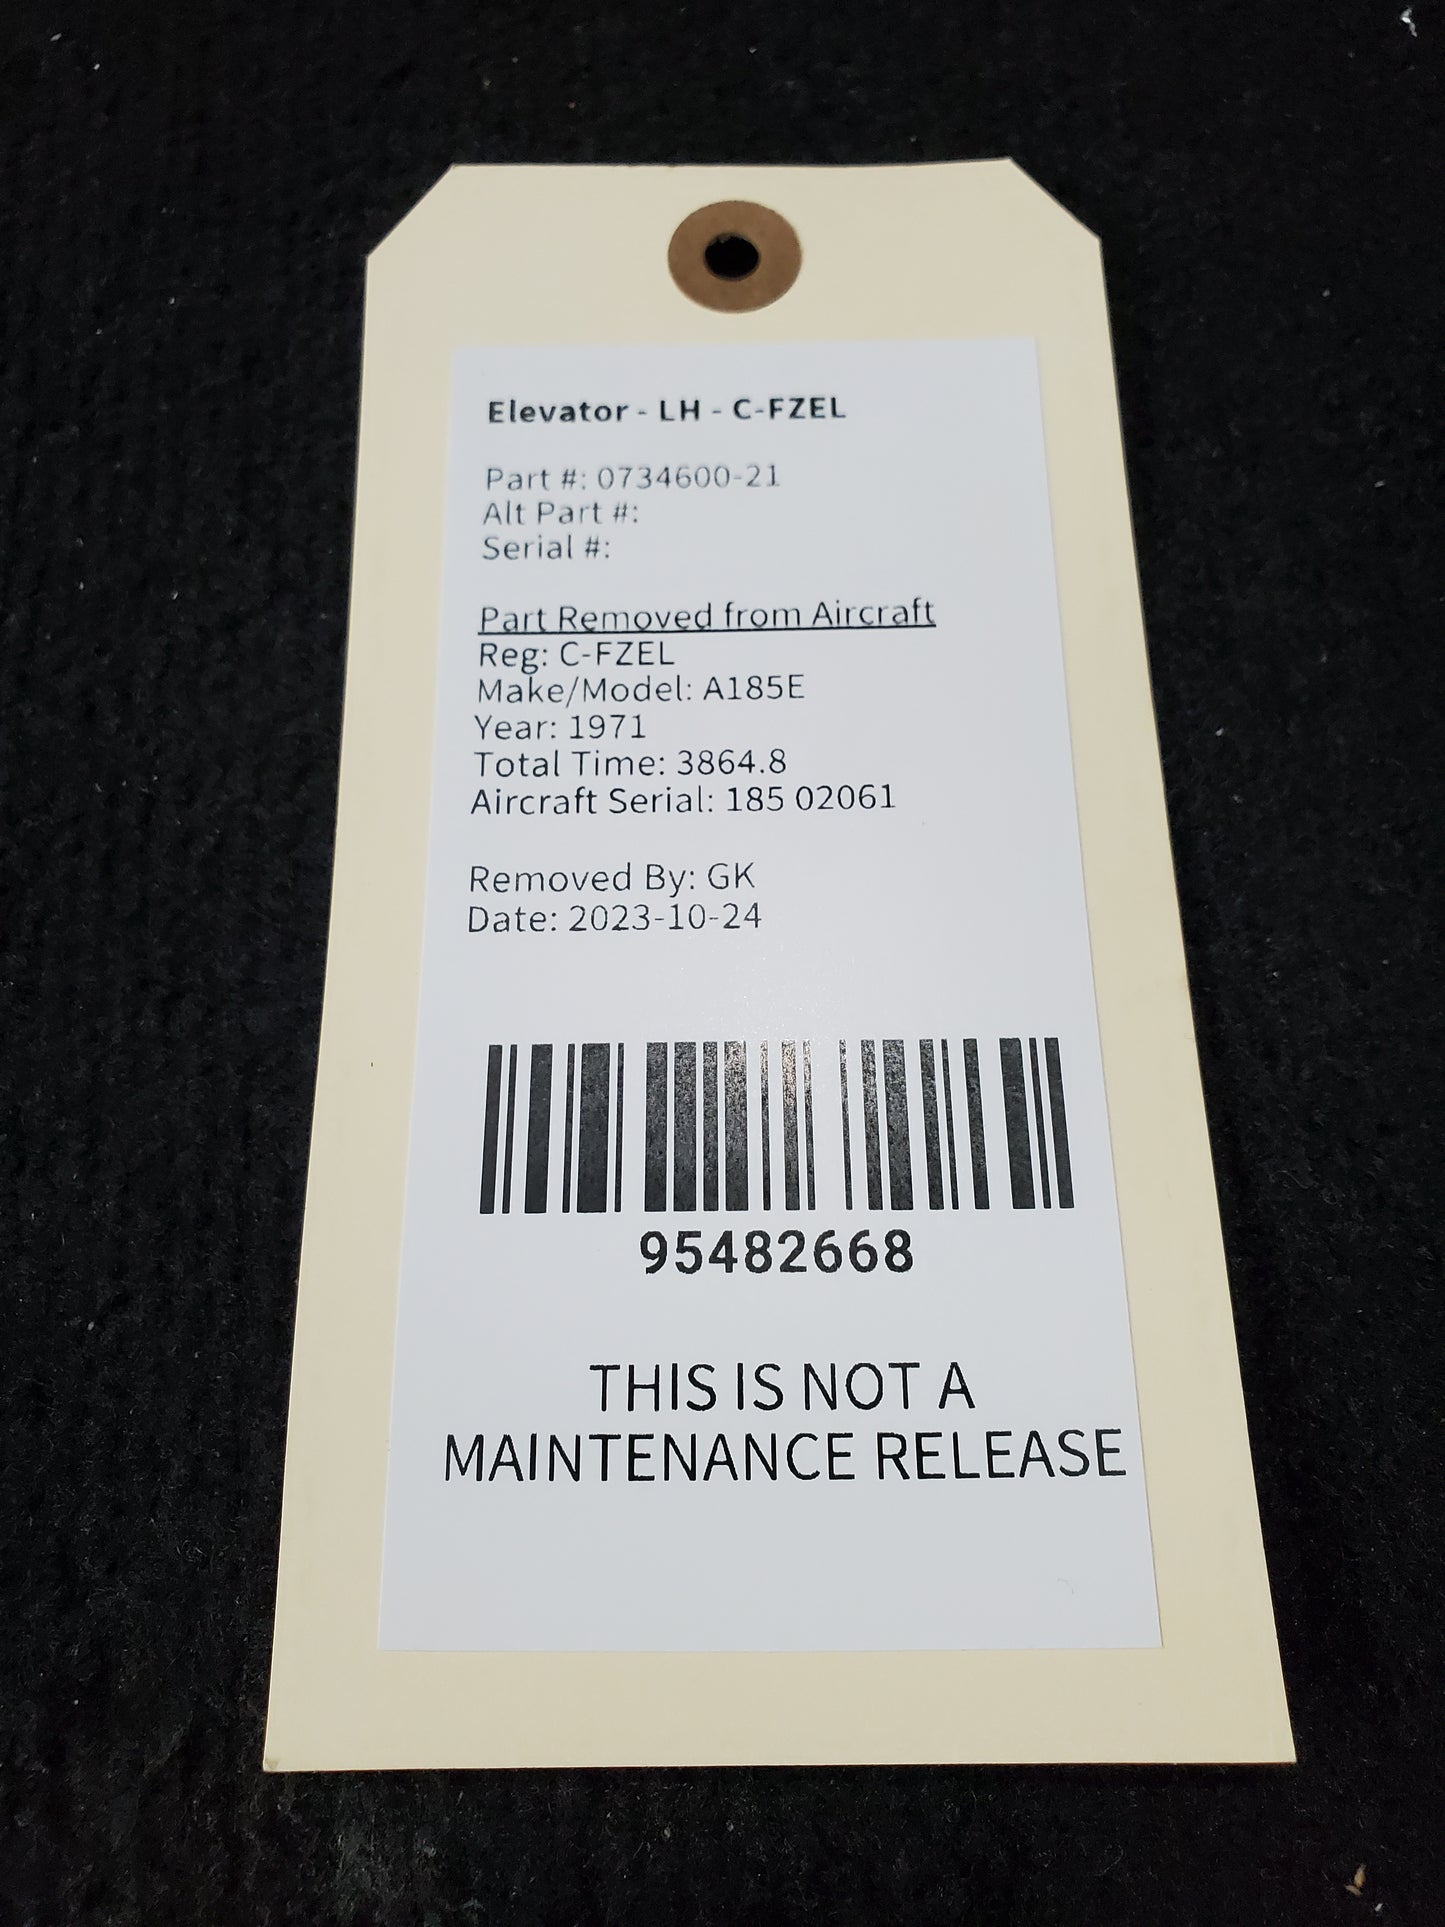 Elevator - LH - C-FZEL
Part #: 0734600-21
Alt Part #:
Serial #:
Part Removed from Aircraft
Reg: C-FZEL
Make/Model: A185E
Year: 1971
Total Time: 3864.8
Aircraft Serial: 185 02061
Removed By: GK
Date: 2023-10-24
95482668
THIS IS NOT A
MAINTENANCE RELEASE